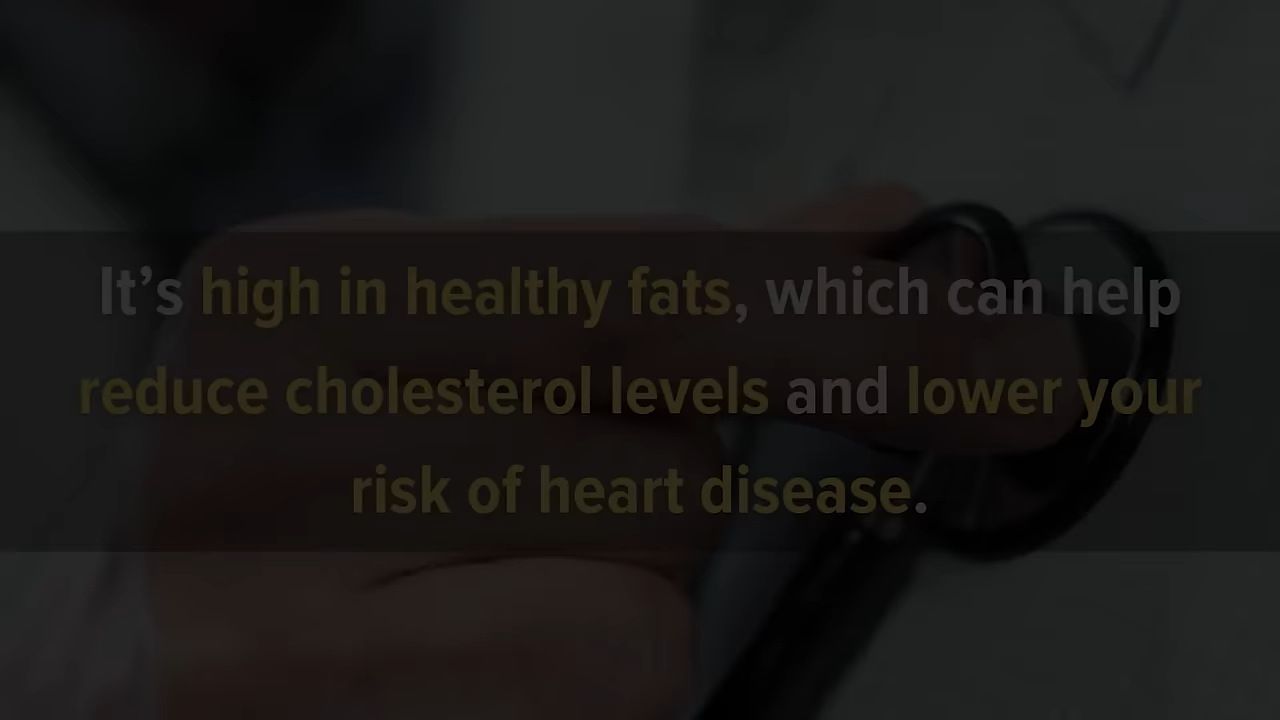 It’s high in healthy fats, which can help
reduce cholesterol levels and lower your
risk of heart disease.